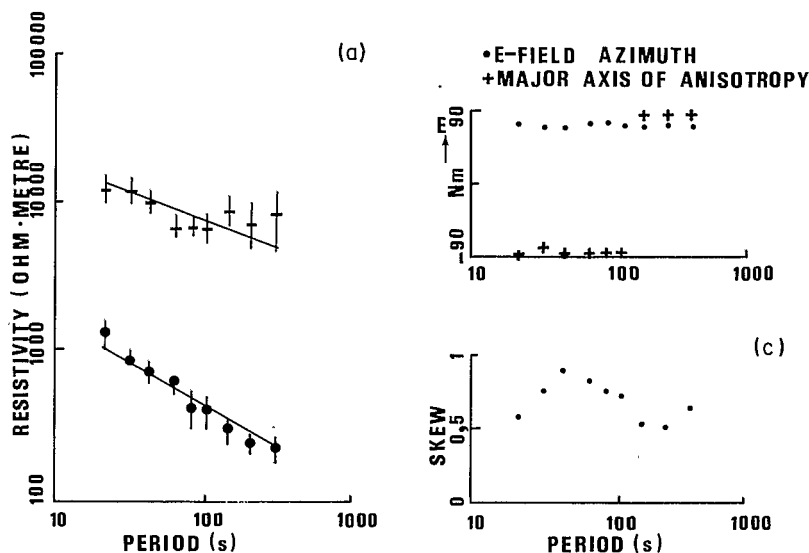 (a)
100000
10000
1000
100
RESISTIVITY (OHM·METRE)
10
100
1000
PERIOD (s)
•E-FIELD AZIMUTH
+MAJOR AXIS OF ANISOTROPY
90
E
Nm
-90
10
100
1000
(c)
1
0,5
0
SKEW
10
100
1000
PERIOD (s)